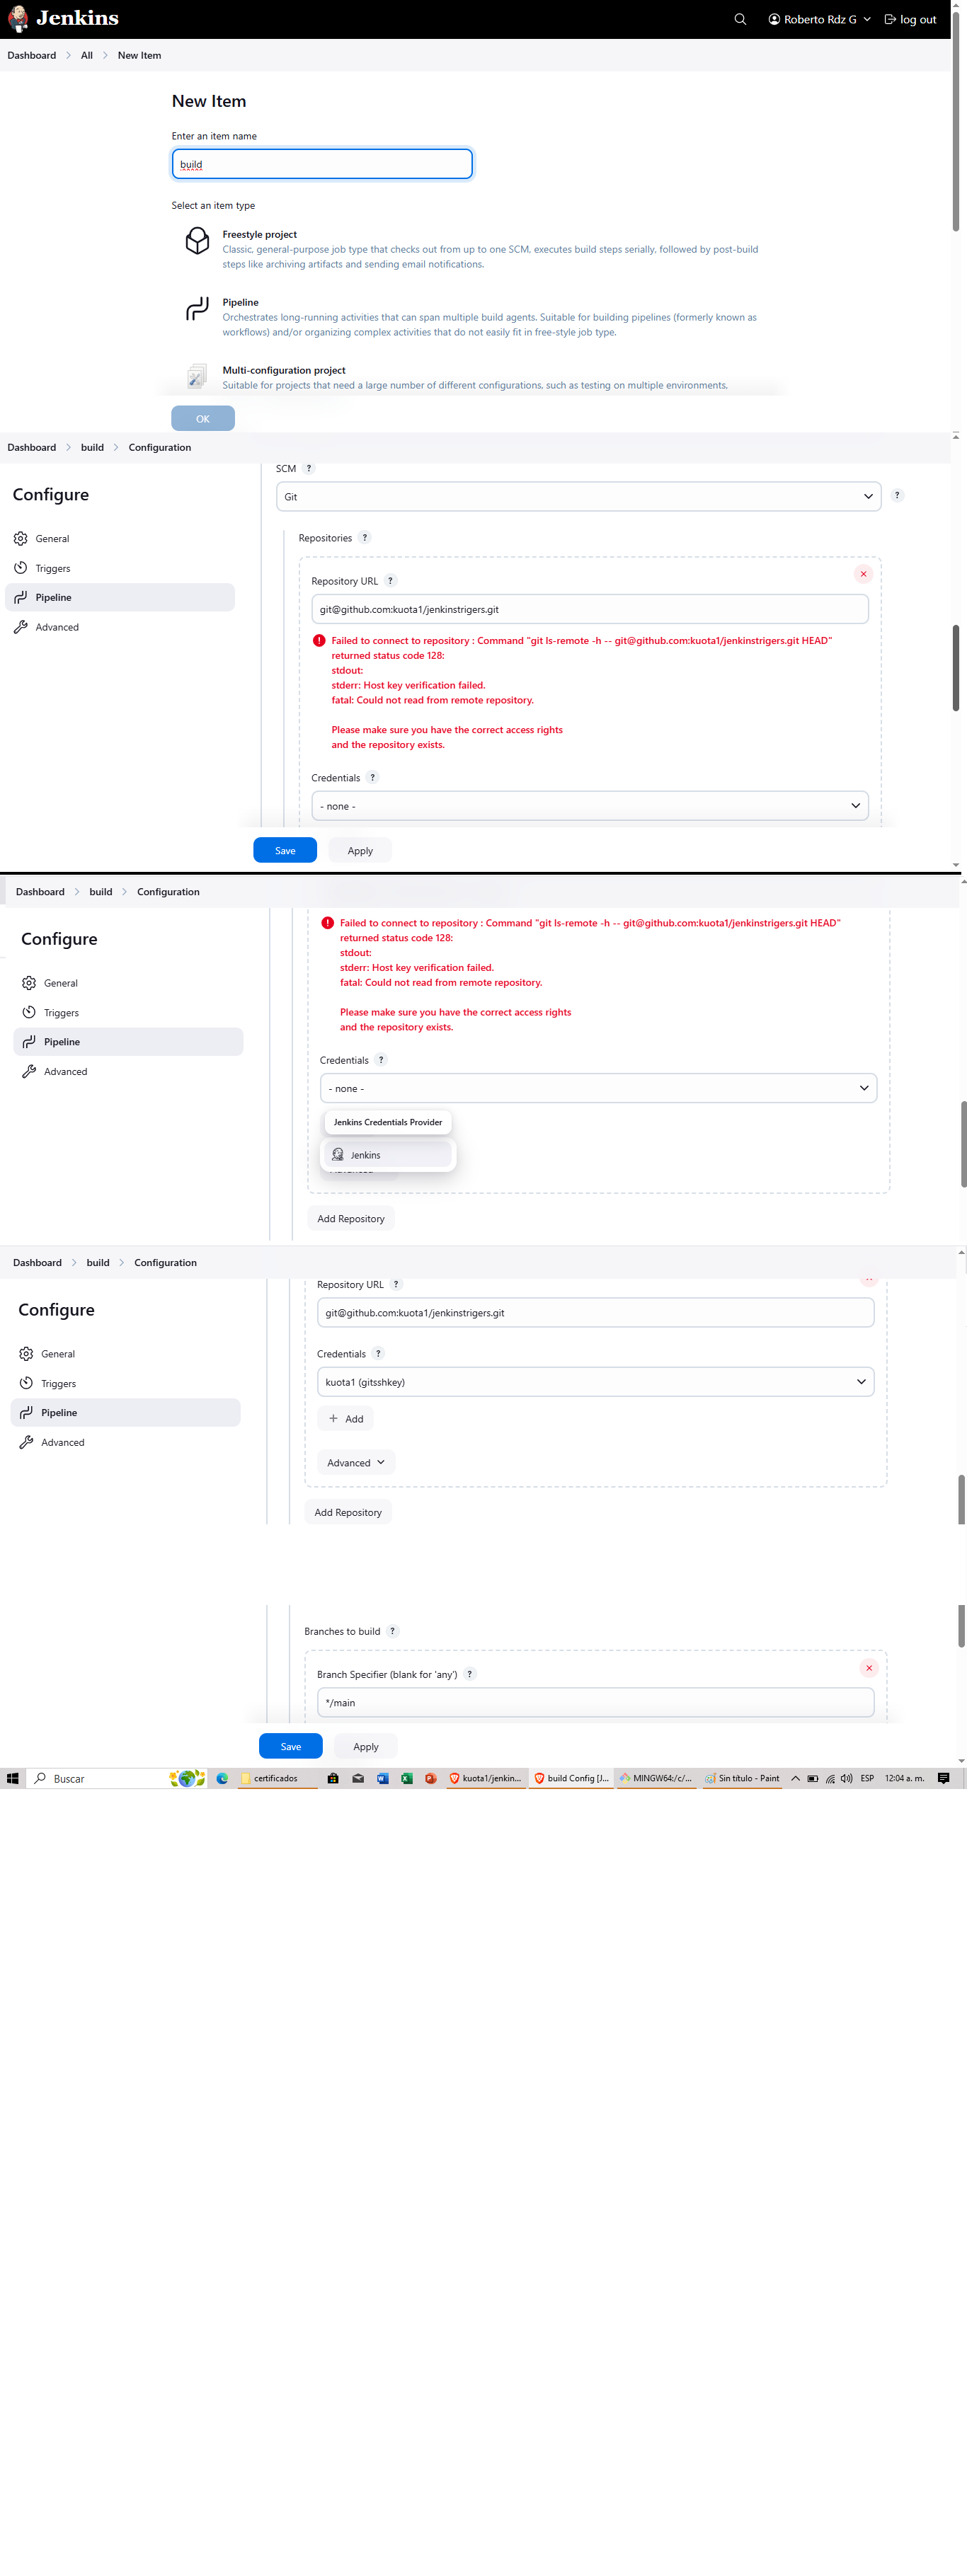 Jenkins
Roberto Rdz G
log out
Dashboard All New Item
New Item
Enter an item name
build
Select an item type
Freestyle project
Classic, general-purpose job type that checks out from up to one SCM, executes build steps serially, followed by post-build
steps like archiving artifacts and sending email notifications.
Pipeline
Orchestrates long-running activities that can span multiple build agents. Suitable for building pipelines (formerly known as
workflows) and/or organizing complex activities that do not easily fit in free-style job type.
Multi-configuration project
Suitable for projects that need a large number of different configurations, such as testing on multiple environments,
OK
Dashboard build Configuration
Configure
General
Triggers
Pipeline
Advanced
SCM ?
Git
?
Repositories ?
Repository URL ?
git@github.com:kuota1/jenkinstrigers.git
Failed to connect to repository : Command "git ls-remote -h -- git@github.com:kuota1/jenkinstrigers.git HEAD"
returned status code 128:
stdout:
stderr: Host key verification failed.
fatal: Could not read from remote repository.
Please make sure you have the correct access rights
and the repository exists.
Credentials ?
- none -
Save
Apply
Dashboard build Configuration
Configure
General
Triggers
Pipeline
Advanced
Failed to connect to repository : Command "git ls-remote -h -- git@github.com:kuota1/jenkinstrigers.git HEAD"
returned status code 128:
stdout:
stderr: Host key verification failed.
fatal: Could not read from remote repository.
Please make sure you have the correct access rights
and the repository exists.
Credentials ?
- none -
Jenkins Credentials Provider
Jenkins
Add Repository
Dashboard build Configuration
Configure
General
Triggers
Pipeline
Advanced
Repository URL ?
git@github.com:kuota1/jenkinstrigers.git
Credentials ?
kuota1 (gitsshkey)
+ Add
Advanced
Add Repository
Branches to build ?
Branch Specifier (blank for 'any') ?
*/main
Save
Apply
Buscar
certificados
kuota1/jenkin...
build Config [J...
MINGW64:/c/...
Sin título - Paint
ESP
12:04 a. m.